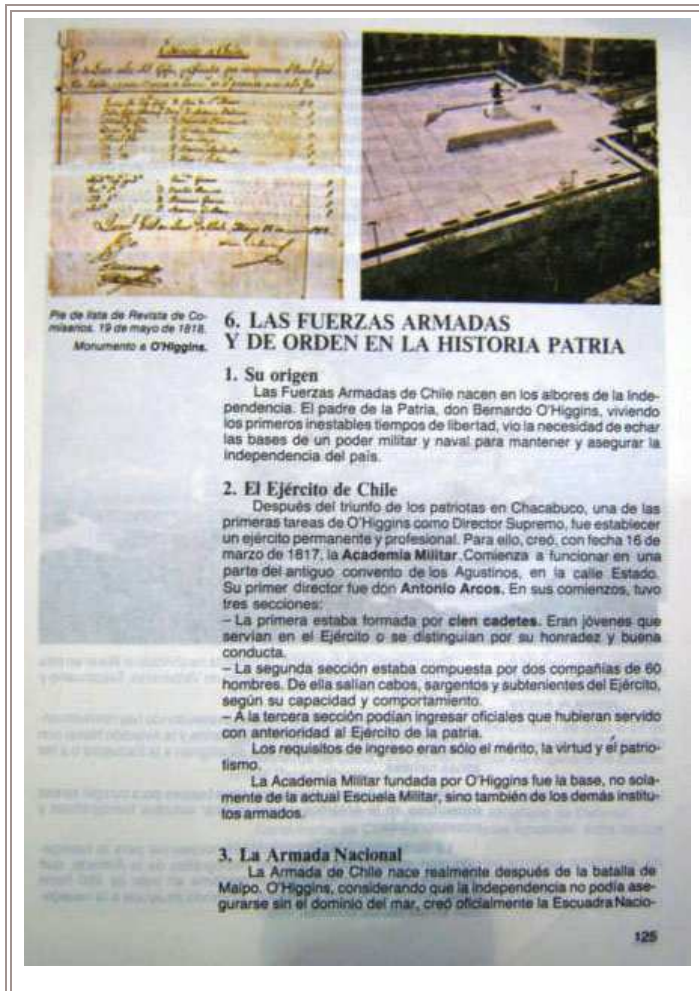 Pie de lista de Revista de Co-
misarios. 19 de mayo de 1818.
Monumento a O'Higgins.
6. LAS FUERZAS ARMADAS
Y DE ORDEN EN LA HISTORIA PATRIA
1. Su origen
Las Fuerzas Armadas de Chile nacen en los albores de la Inde-
pendencia. El padre de la Patria, don Bernardo O'Higgins, viviendo
los primeros inestables tiempos de libertad, vio la necesidad de echar
las bases de un poder militar y naval para mantener y asegurar la
independencia del país.
2. El Ejército de Chile
Después del triunfo de los patriotas en Chacabuco, una de las
primeras tareas de O'Higgins como Director Supremo, fue establecer
un ejército permanente y profesional. Para ello, creó, con fecha 16 de
marzo de 1817, la Academia Militar. Comienza a funcionar en una
parte del antiguo convento de los Agustinos, en la calle Estado.
Su primer director fue don Antonio Arcos. En sus comienzos, tuvo
tres secciones:
– La primera estaba formada por cien cadetes. Eran jóvenes que
servían en el Ejército o se distinguían por su honradez y buena
conducta.
– La segunda sección estaba compuesta por dos compañías de 60
hombres. De ella salían cabos, sargentos y subtenientes del Ejército,
según su capacidad y comportamiento.
– A la tercera sección podían ingresar oficiales que hubieran servido
con anterioridad al Ejército de la patria.
Los requisitos de ingreso eran sólo el mérito, la virtud y el patrio-
tismo.
La Academia Militar fundada por O'Higgins fue la base, no sola-
mente de la actual Escuela Militar, sino también de los demás institu-
tos armados.
3. La Armada Nacional
La Armada de Chile nace realmente después de la batalla de
Maipo. O'Higgins, considerando que la independencia no podía ase-
gurarse sin el dominio del mar, creó oficialmente la Escuadra Nacio-
125